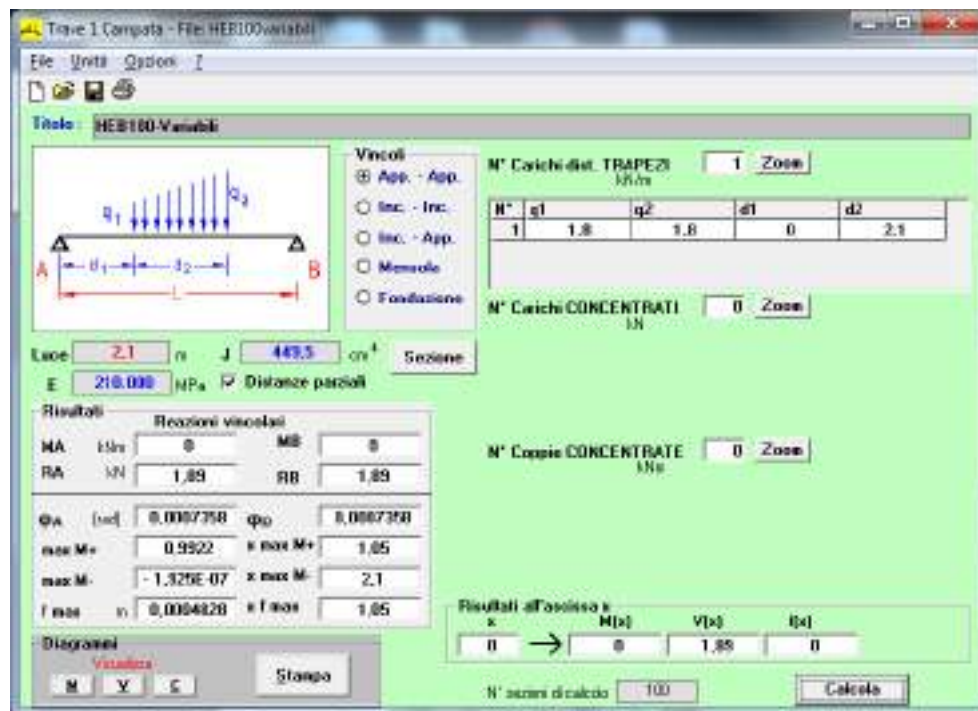 Trave 1 Campata - File: HEB100variabili
File Unità Opzioni ?
Titolo : HEB100-Variabili
q1 q2
A d1 d2 B
L
Vincoli
App. - App.
Inc. - Inc.
Inc. - App.
Mensola
Fondazione
N° Carichi dist. TRAPEZI 1 Zoom
kN/m
N° q1 q2 d1 d2
1 1.8 1.8 0 2.1
N° Carichi CONCENTRATI 0 Zoom
kN
Luce 2,1 m J 449,5 cm4 Sezione
E 210.000 MPa Distanze parziali
Risultati
Reazioni vincolari
MA kNm 0 MB 0
RA kN 1,89 RB 1,89
N° Coppie CONCENTRATE 0 Zoom
kNm
φA [rad] 0,0007358 0,0007358
max M+ 0,9922 x max M+ 1,05
max M- -1,925E-07 x max M- 2,1
f max m 0,0004828 x f max 1,05
Risultati all'ascissa x
x M(x) V(x) f(x)
0 0 1,89 0
Diagrammi
Visualizza
M V
Stampa
N° sezioni di calcolo 100 Calcola